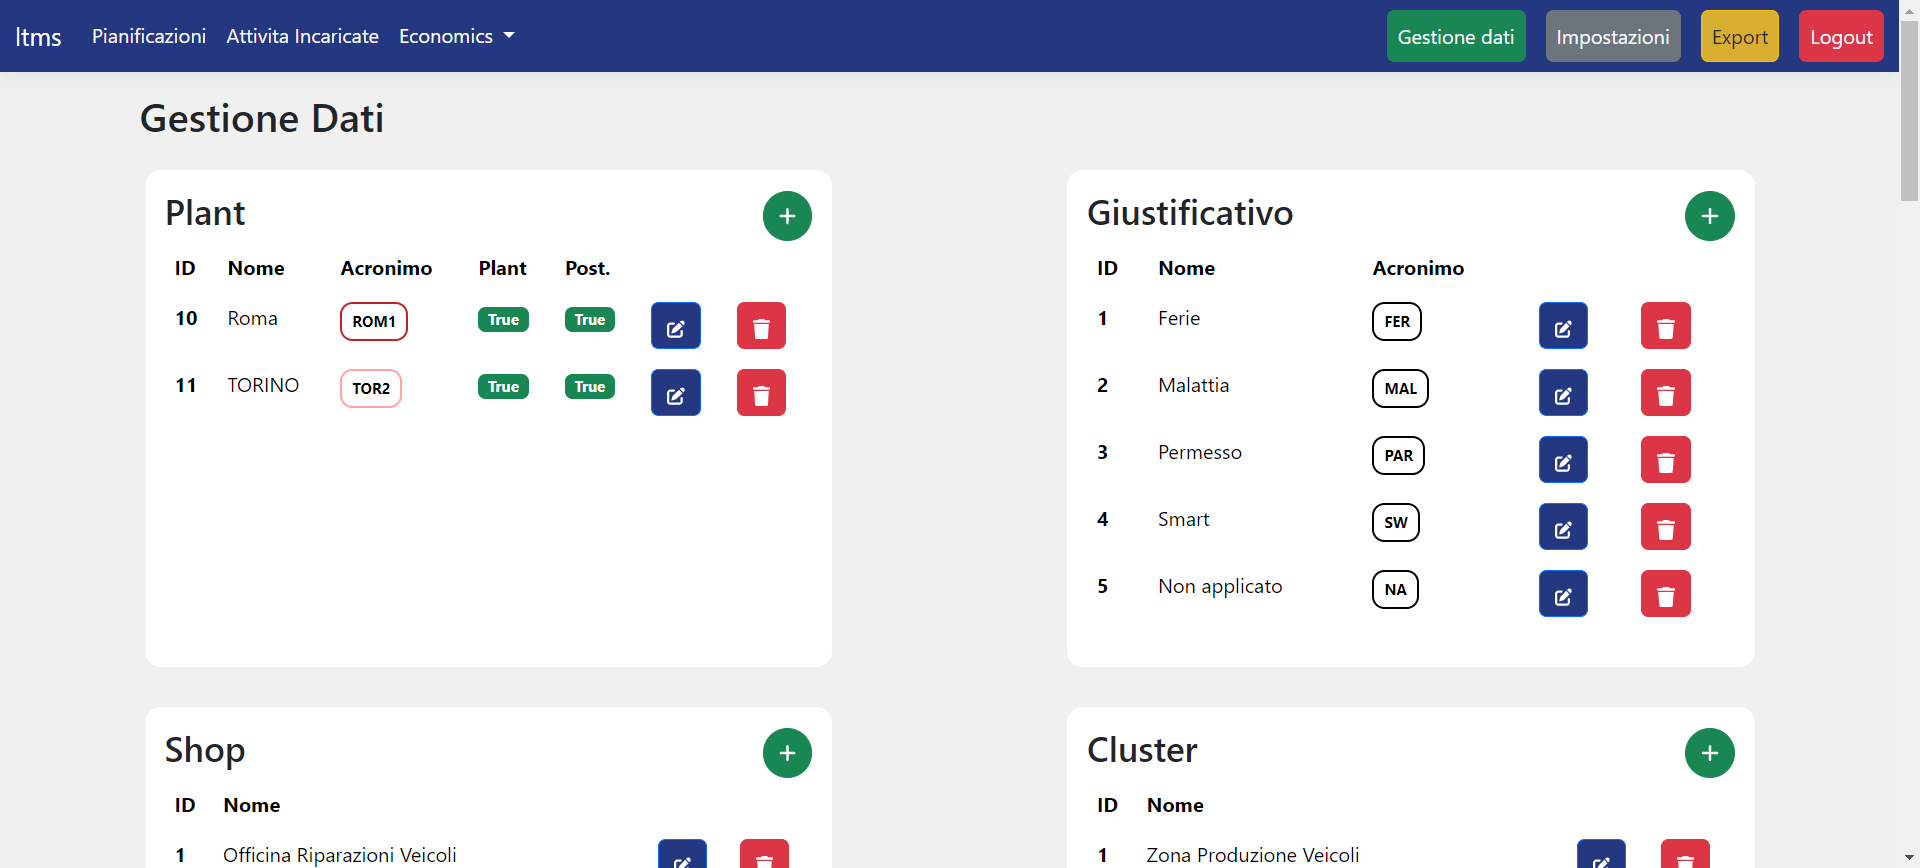 ltms Pianificazioni Attivita Incaricate Economics Gestione dati Impostazioni Export Logout
Gestione Dati
Plant
ID Nome Acronimo Plant Post.
10 Roma ROM1 True True
11 TORINO TOR2 True True
Giustificativo
ID Nome Acronimo
1 Ferie FER
2 Malattia MAL
3 Permesso PAR
4 Smart SW
5 Non applicato NA
Shop
ID Nome
1 Officina Riparazioni Veicoli
Cluster
ID Nome
1 Zona Produzione Veicoli